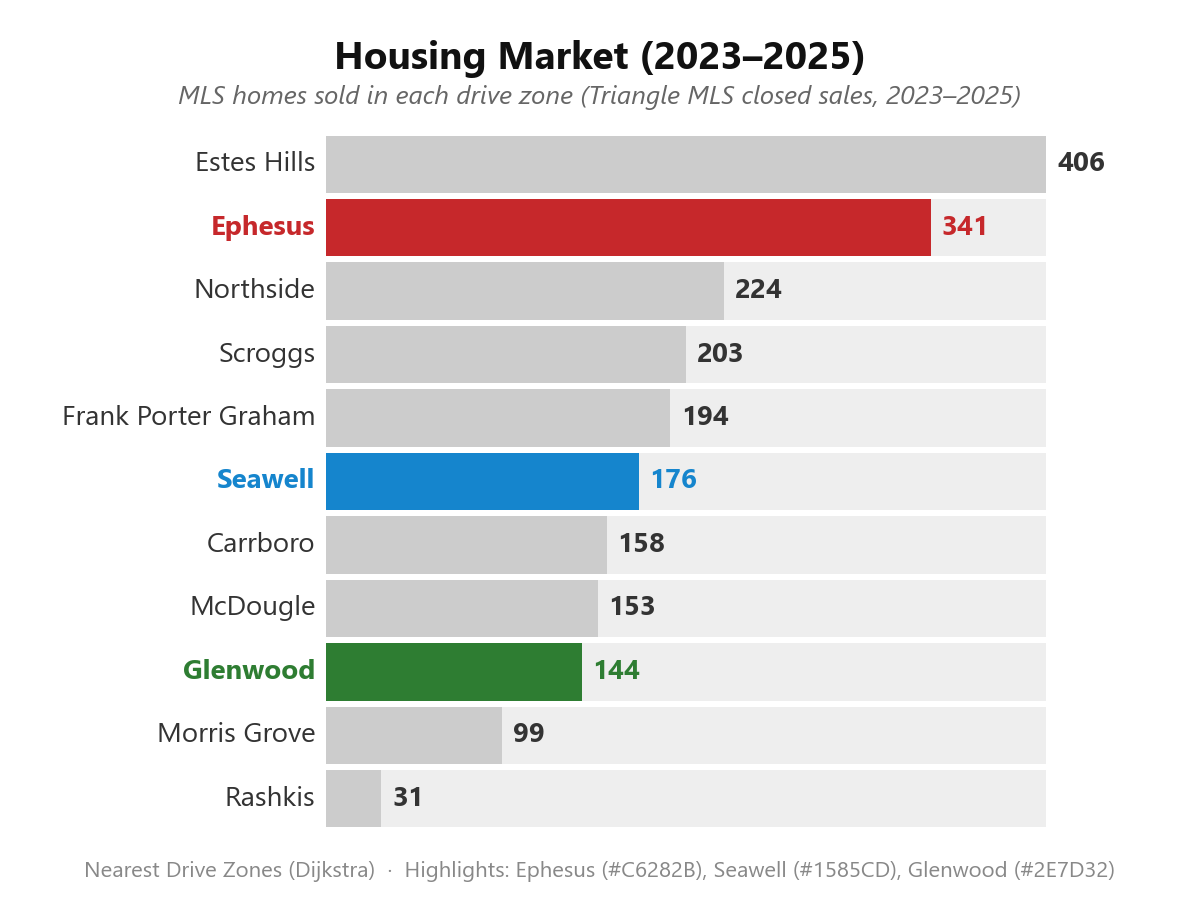 Housing Market (2023–2025)
MLS homes sold in each drive zone (Triangle MLS closed sales, 2023–2025)
Estes Hills 406
Ephesus 341
Northside 224
Scroggs 203
Frank Porter Graham 194
Seawell 176
Carrboro 158
McDougle 153
Glenwood 144
Morris Grove 99
Rashkis 31
Nearest Drive Zones (Dijkstra) · Highlights: Ephesus (#C6282B), Seawell (#1585CD), Glenwood (#2E7D32)